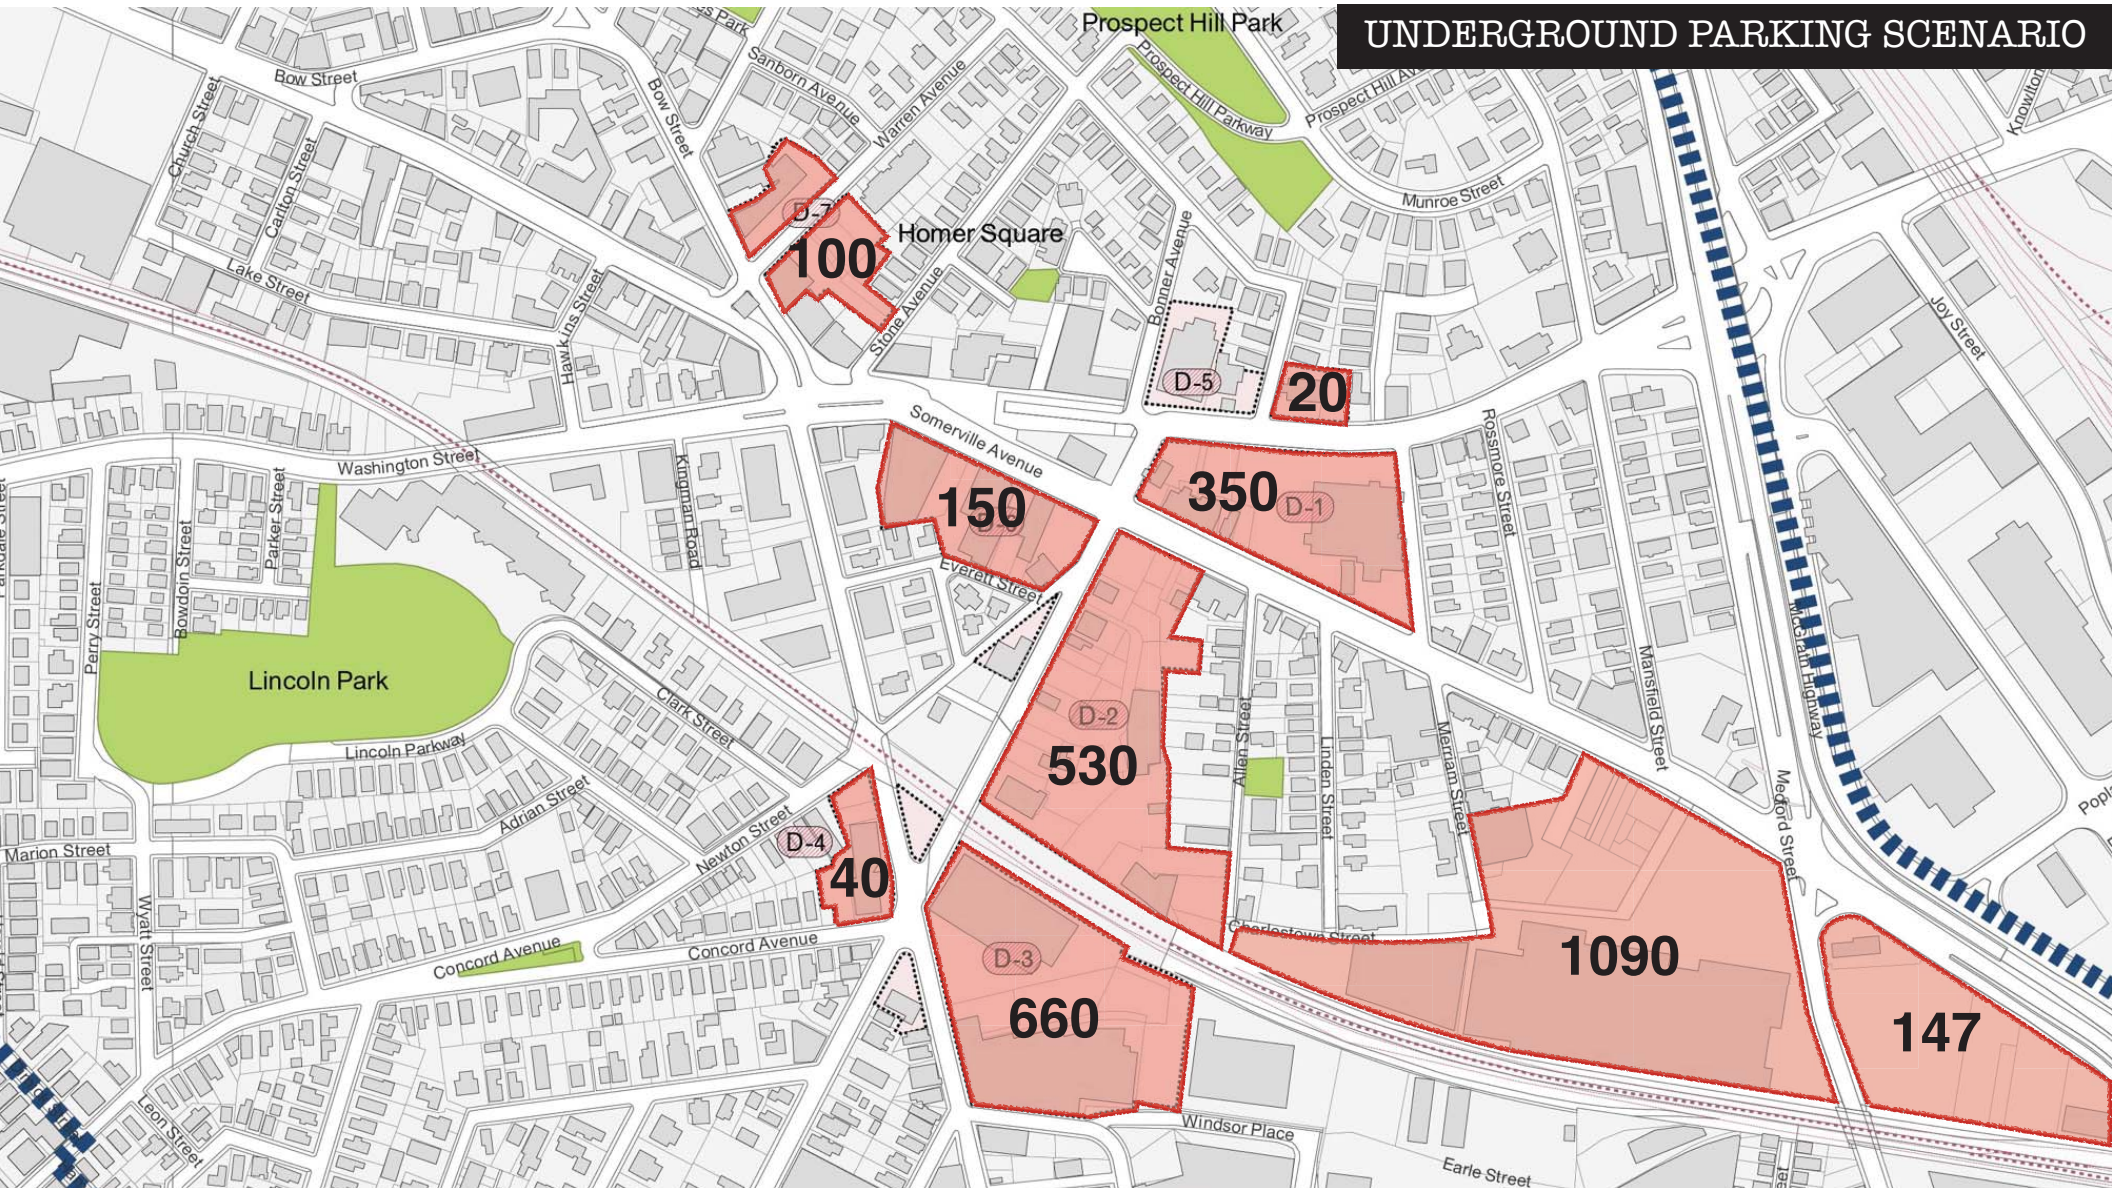 UNDERGROUND PARKING SCENARIO
Prospect Hill Park
Sanborn Avenue
Warren Avenue
Prospect Hill Parkway
Bow Street
Bow Street
Church Street
Carlton Street
Munroe Street
D-7
100
Homer Square
Bonner Avenue
Stone Avenue
Lake Street
Hawkins Street
Joy Street
D-5
20
Somerville Avenue
Rossmore Street
Washington Street
Kingman Road
Parker Street
Bowdoin Street
Perry Street
150
350
D-1
Everett Street
McGrath Highway
Mansfield Street
Lincoln Park
Clark Street
Lincoln Parkway
D-2
530
Allen Street
Linden Street
Merriam Street
Medford Street
Adrian Street
Newton Street
D-4
40
Marion Street
Wyatt Street
Concord Avenue
Concord Avenue
Charlestown Street
D-3
660
1090
147
Leon Street
Windsor Place
Earle Street